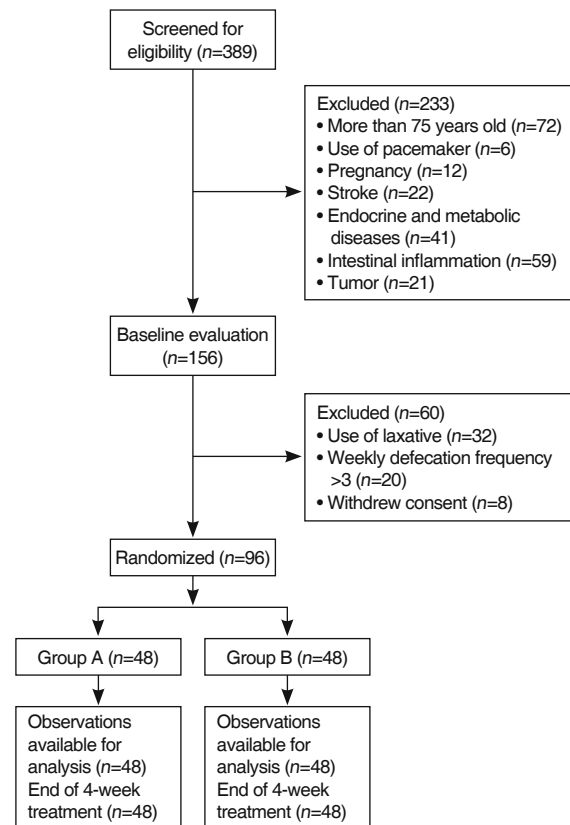 Screened for
eligibility (n=389)
Excluded (n=233)
• More than 75 years old (n=72)
• Use of pacemaker (n=6)
• Pregnancy (n=12)
• Stroke (n=22)
• Endocrine and metabolic
diseases (n=41)
• Intestinal inflammation (n=59)
• Tumor (n=21)
Baseline evaluation
(n=156)
Excluded (n=60)
• Use of laxative (n=32)
• Weekly defecation frequency
>3 (n=20)
• Withdrew consent (n=8)
Randomized (n=96)
Group A (n=48)
Group B (n=48)
Observations
available for
analysis (n=48)
End of 4-week
treatment (n=48)
Observations
available for
analysis (n=48)
End of 4-week
treatment (n=48)